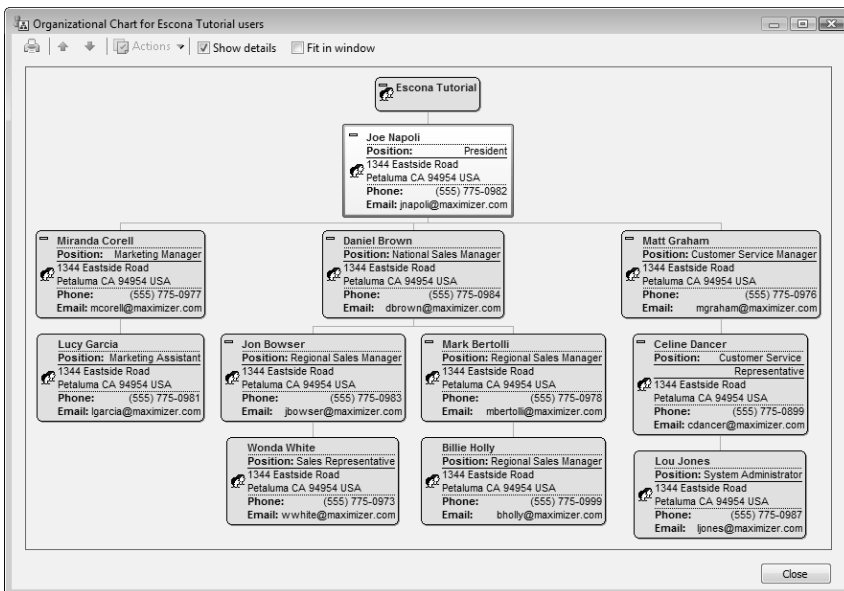 Organizational Chart for Escona Tutorial users
Actions
Show details
Fit in window
Escona Tutorial
Joe Napoli
Position: President
1344 Eastside Road
Petaluma CA 94954 USA
Phone: (555) 775-0982
Email: jnapoli@maximizer.com
Miranda Corell
Position: Marketing Manager
1344 Eastside Road
Petaluma CA 94954 USA
Phone: (555) 775-0977
Email: mcorell@maximizer.com
Daniel Brown
Position: National Sales Manager
1344 Eastside Road
Petaluma CA 94954 USA
Phone: (555) 775-0984
Email: dbrown@maximizer.com
Matt Graham
Position: Customer Service Manager
1344 Eastside Road
Petaluma CA 94954 USA
Phone: (555) 775-0976
Email: mgraham@maximizer.com
Lucy Garcia
Position: Marketing Assistant
1344 Eastside Road
Petaluma CA 94954 USA
Phone: (555) 775-0981
Email: lgarcia@maximizer.com
Jon Bowser
Position: Regional Sales Manager
1344 Eastside Road
Petaluma CA 94954 USA
Phone: (555) 775-0983
Email: jbowser@maximizer.com
Mark Bertolli
Position: Regional Sales Manager
1344 Eastside Road
Petaluma CA 94954 USA
Phone: (555) 775-0978
Email: mbertolli@maximizer.com
Celine Dancer
Position: Customer Service
Representative
1344 Eastside Road
Petaluma CA 94954 USA
Phone: (555) 775-0899
Email: cdancer@maximizer.com
Wonda White
Position: Sales Representative
1344 Eastside Road
Petaluma CA 94954 USA
Phone: (555) 775-0973
Email: wwhite@maximizer.com
Billie Holly
Position: Regional Sales Manager
1344 Eastside Road
Petaluma CA 94954 USA
Phone: (555) 775-0999
Email: bholly@maximizer.com
Lou Jones
Position: System Administrator
1344 Eastside Road
Petaluma CA 94954 USA
Phone: (555) 775-0987
Email: ljones@maximizer.com
Close